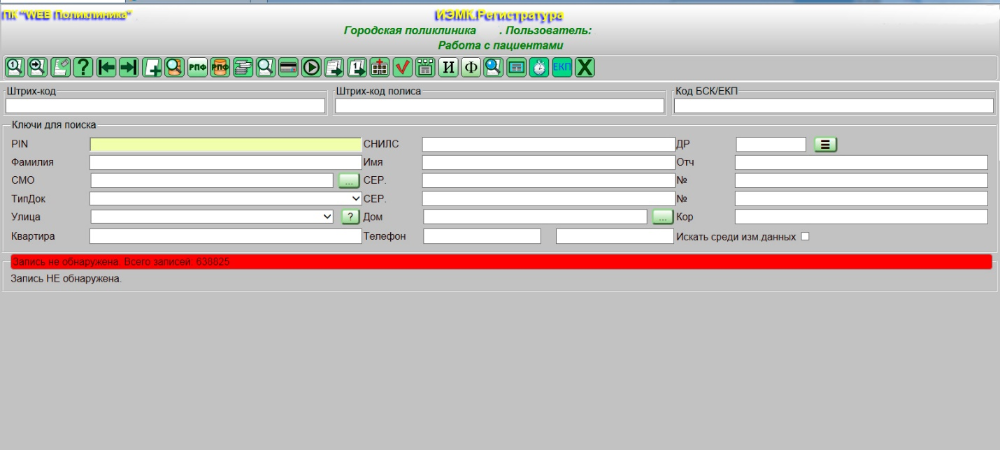 ПК "WEB Поликлиника"
ИЭМК.Регистратура
Городская поликлиника . Пользователь:
Работа с пациентами
1 ? РПФ РПФ 1 И Ф ЕКП X
Штрих-код Штрих-код полиса Код БСК/ЕКП
Ключи для поиска
PIN СНИЛС ДР
Фамилия Имя Отч
СМО ... СЕР. №
ТипДок СЕР. №
Улица ? Дом ... Кор
Квартира Телефон Искать среди изм.данных
Запись не обнаружена. Всего записей: 638825
Запись НЕ обнаружена.